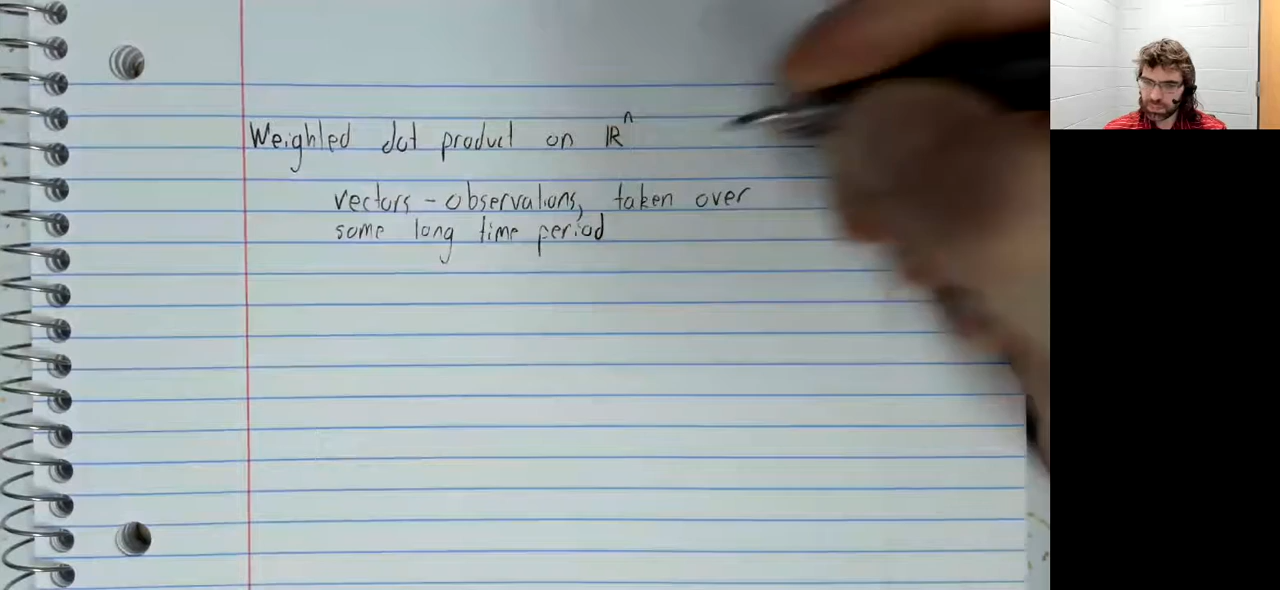 Weighted dot product on ℝⁿ
vectors - observations, taken over
some long time period